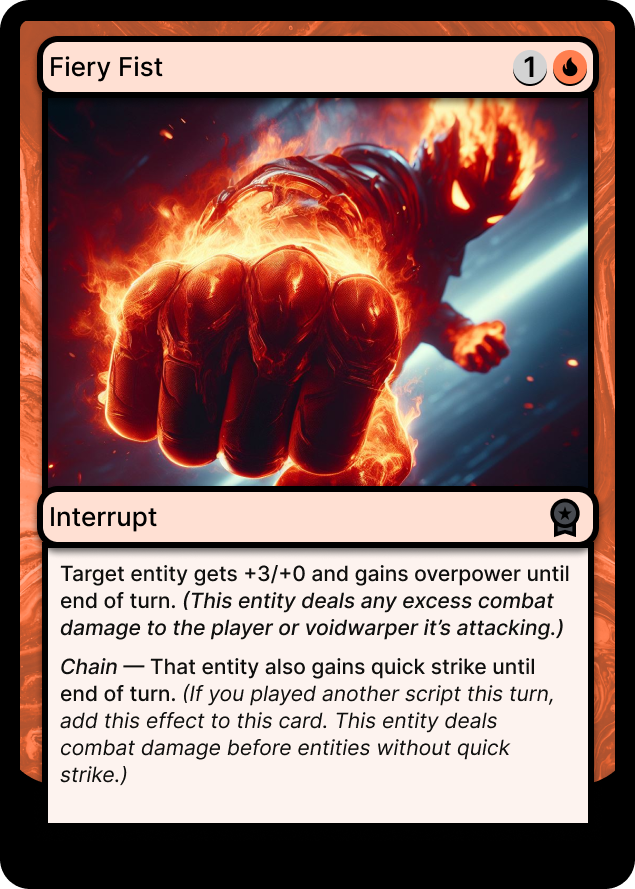 Fiery Fist
1
Interrupt
Target entity gets +3/+0 and gains overpower until
end of turn. (This entity deals any excess combat
damage to the player or voidwarper it’s attacking.)
Chain — That entity also gains quick strike until
end of turn. (If you played another script this turn,
add this effect to this card. This entity deals
combat damage before entities without quick
strike.)